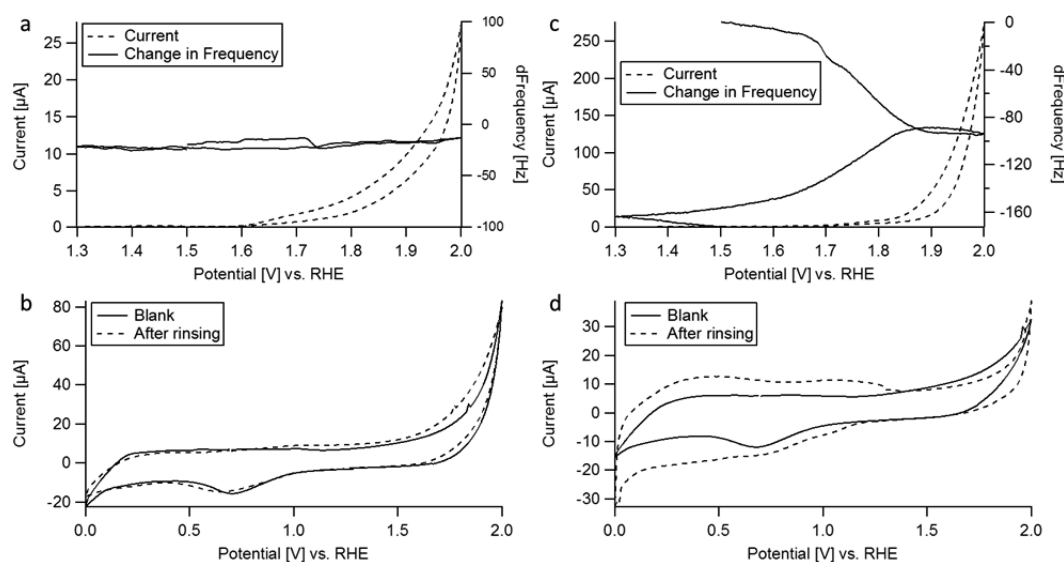 a
Current
Change in Frequency
25
20
15
10
5
0
Current [µA]
100
50
0
-50
-100
dFrequency [Hz]
1.3 1.4 1.5 1.6 1.7 1.8 1.9 2.0
Potential [V] vs. RHE
c
Current
Change in Frequency
250
200
150
100
50
0
Current [µA]
0
-40
-80
-120
-160
dFrequency [Hz]
1.3 1.4 1.5 1.6 1.7 1.8 1.9 2.0
Potential [V] vs. RHE
b
Blank
After rinsing
80
60
40
20
0
-20
Current [µA]
0.0 0.5 1.0 1.5 2.0
Potential [V] vs. RHE
d
Blank
After rinsing
30
20
10
0
-10
-20
-30
Current [µA]
0.0 0.5 1.0 1.5 2.0
Potential [V] vs. RHE